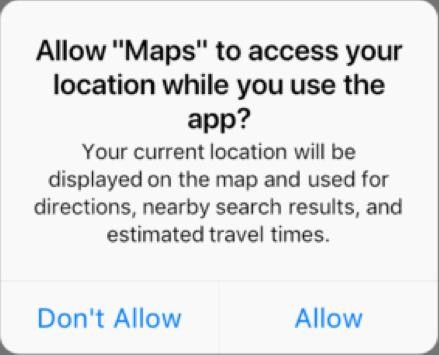 Allow "Maps" to access your
location while you use the
app?
Your current location will be
displayed on the map and used for
directions, nearby search results, and
estimated travel times.
Don't Allow
Allow